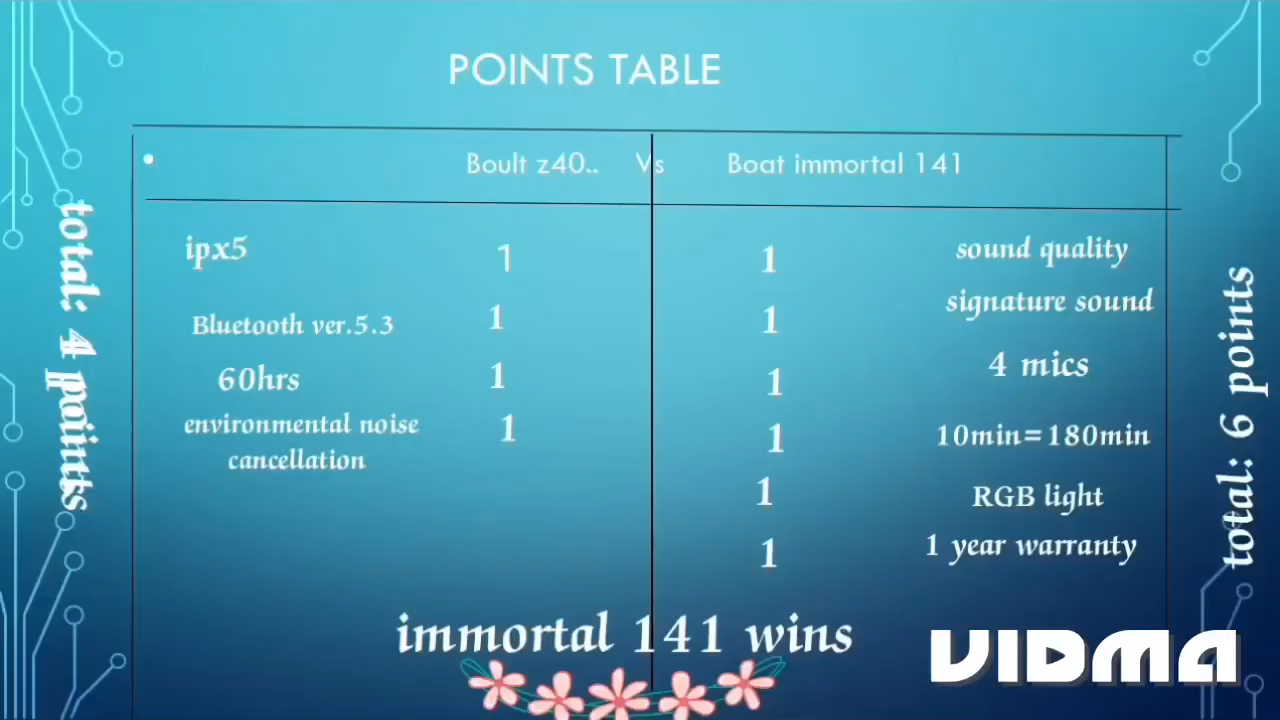 POINTS TABLE
• Boult z40.. Vs Boat immortal 141
ipx5 1 1 sound quality
Bluetooth ver.5.3 1 1 signature sound
60hrs 1 1 4 mics
environmental noise 1 1 10min=180min
cancellation
1 RGB light
1 1 year warranty
total: 4 points
total: 6 points
immortal 141 wins
VIDMA